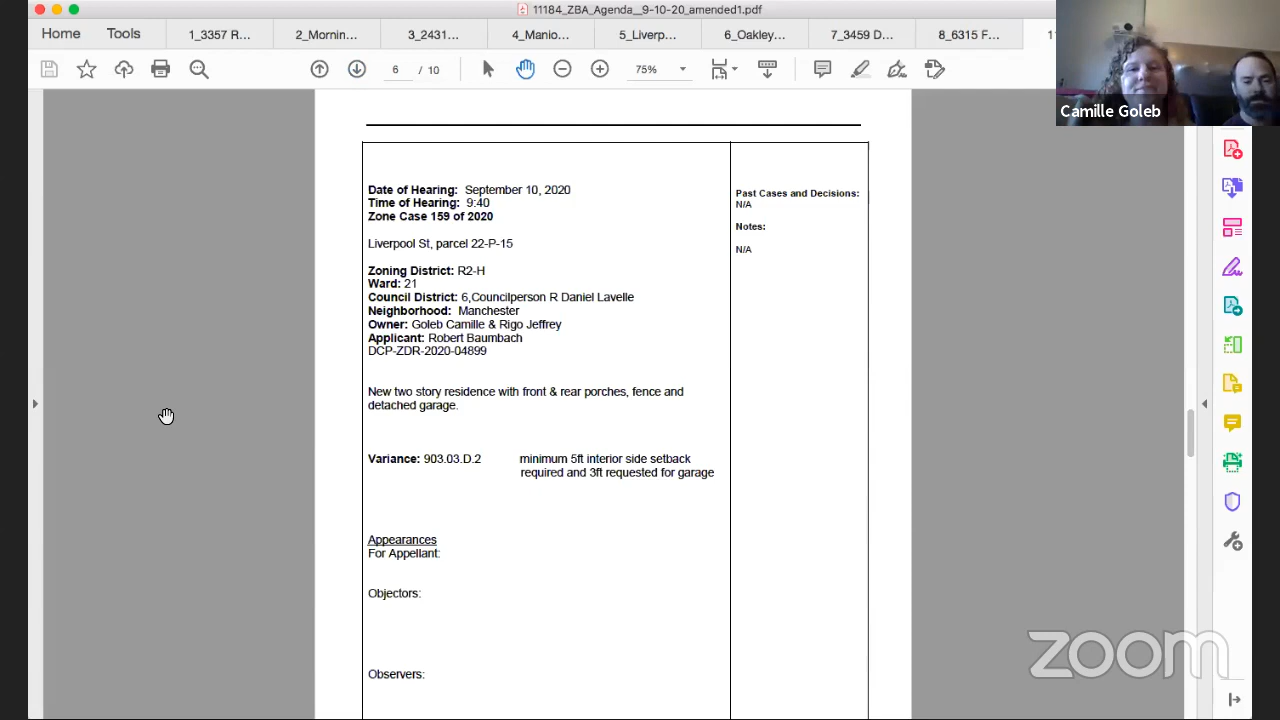 11184_ZBA_Agenda__9-10-20_amended1.pdf
Home Tools 1_3357 R... 2_Mornin... 3_2431... 4_Manio... 5_Liverp... 6_Oakley... 7_3459 D... 8_6315 F... 11
6 / 10 75%
Camille Goleb
Date of Hearing: September 10, 2020
Time of Hearing: 9:40
Zone Case 159 of 2020
Liverpool St, parcel 22-P-15
Zoning District: R2-H
Ward: 21
Council District: 6,Councilperson R Daniel Lavelle
Neighborhood: Manchester
Owner: Goleb Camille & Rigo Jeffrey
Applicant: Robert Baumbach
DCP-ZDR-2020-04899
New two story residence with front & rear porches, fence and
detached garage.
Variance: 903.03.D.2 minimum 5ft interior side setback
required and 3ft requested for garage
Appearances
For Appellant:
Objectors:
Observers:
Past Cases and Decisions:
N/A
Notes:
N/A
zoom